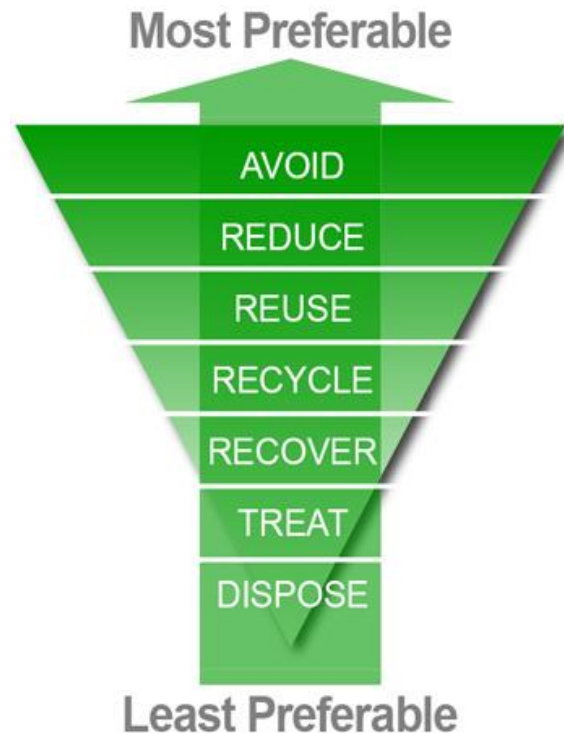 Most Preferable
AVOID
REDUCE
REUSE
RECYCLE
RECOVER
TREAT
DISPOSE
Least Preferable